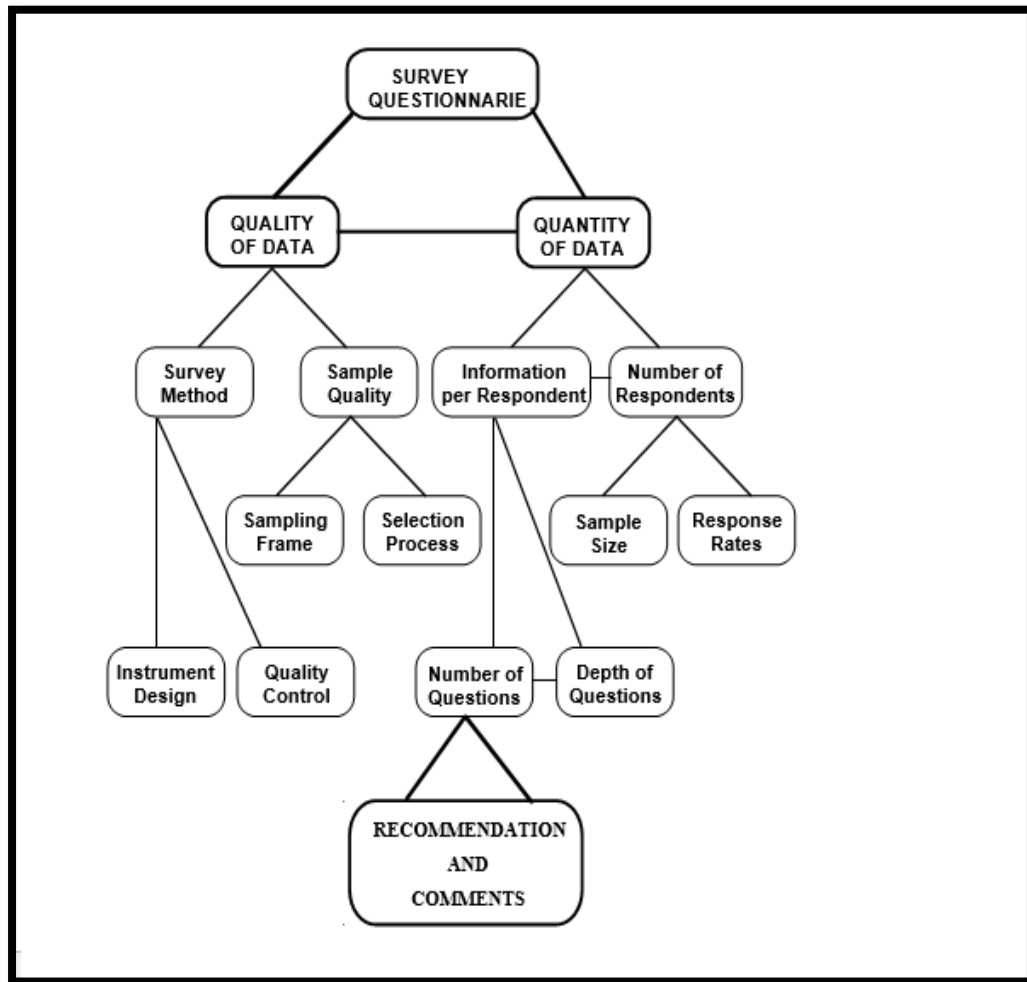 SURVEY
QUESTIONNARIE
QUALITY
OF DATA
QUANTITY
OF DATA
Survey
Method
Sample
Quality
Information
per Respondent
Number of
Respondents
Sampling
Frame
Selection
Process
Sample
Size
Response
Rates
Instrument
Design
Quality
Control
Number of
Questions
Depth of
Questions
RECOMMENDATION
AND
COMMENTS